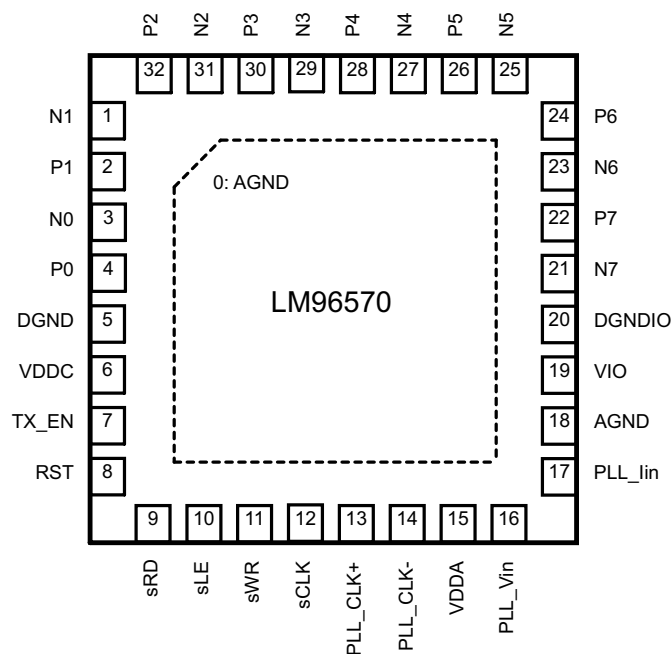 P2 N2 P3 N3 P4 N4 P5 N5
32 31 30 29 28 27 26 25
N1 1 24 P6
P1 2 23 N6
0: AGND
N0 3 22 P7
P0 4 21 N7
LM96570
DGND 5 20 DGNDIO
VDDC 6 19 VIO
TX_EN 7 18 AGND
RST 8 17 PLL_Iin
9 10 11 12 13 14 15 16
sRD sLE sWR sCLK PLL_CLK+ PLL_CLK- VDDA PLL_Vin